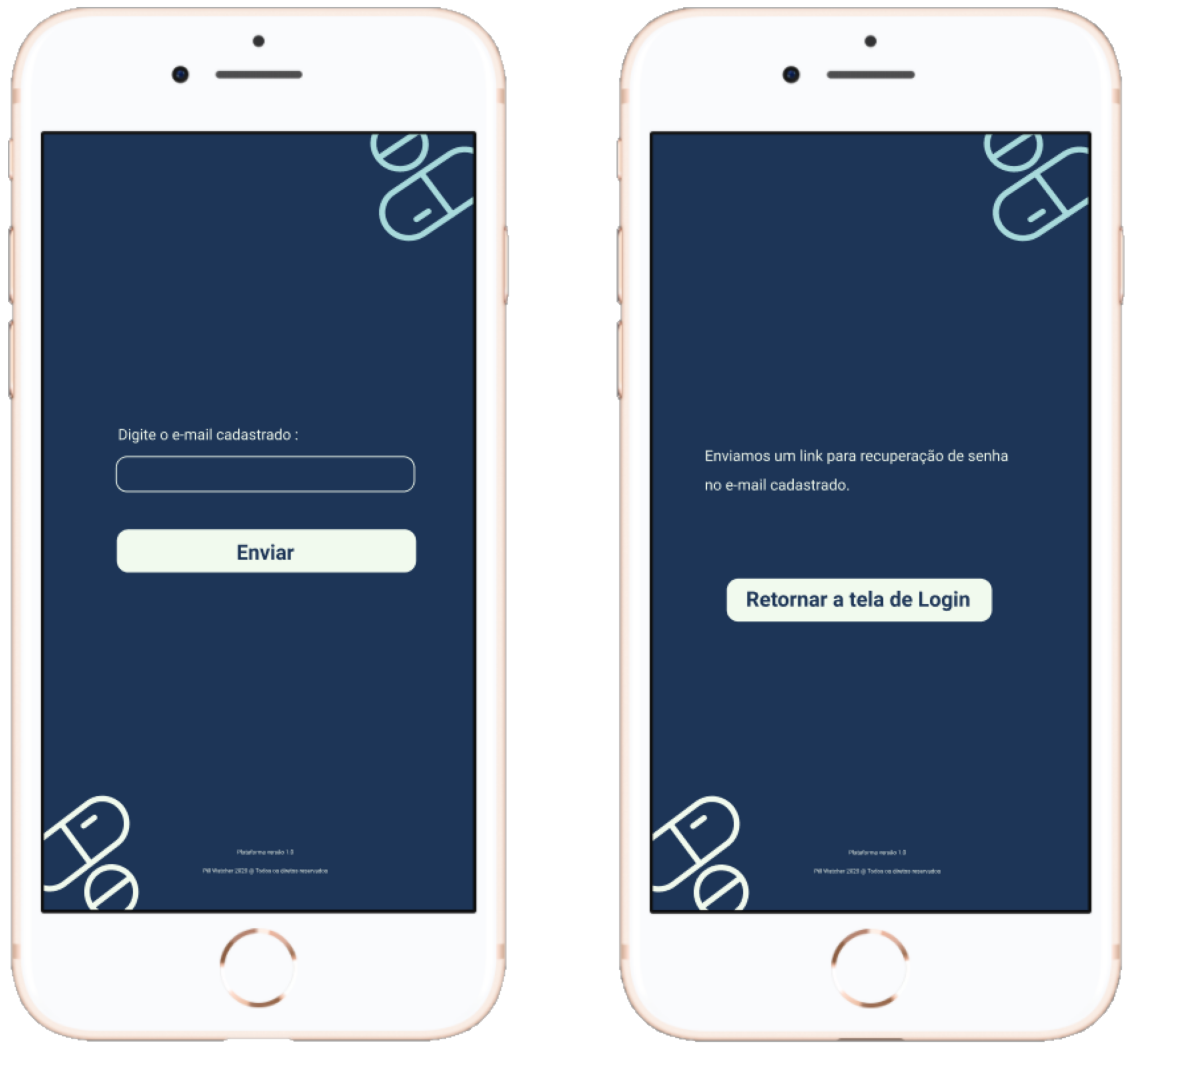 Digite o e-mail cadastrado :
Enviar
Plataforma versão 1.0
Pill Watcher 2023 @ Todos os direitos reservados
Enviamos um link para recuperação de senha
no e-mail cadastrado.
Retornar a tela de Login
Plataforma versão 1.0
Pill Watcher 2023 @ Todos os direitos reservados